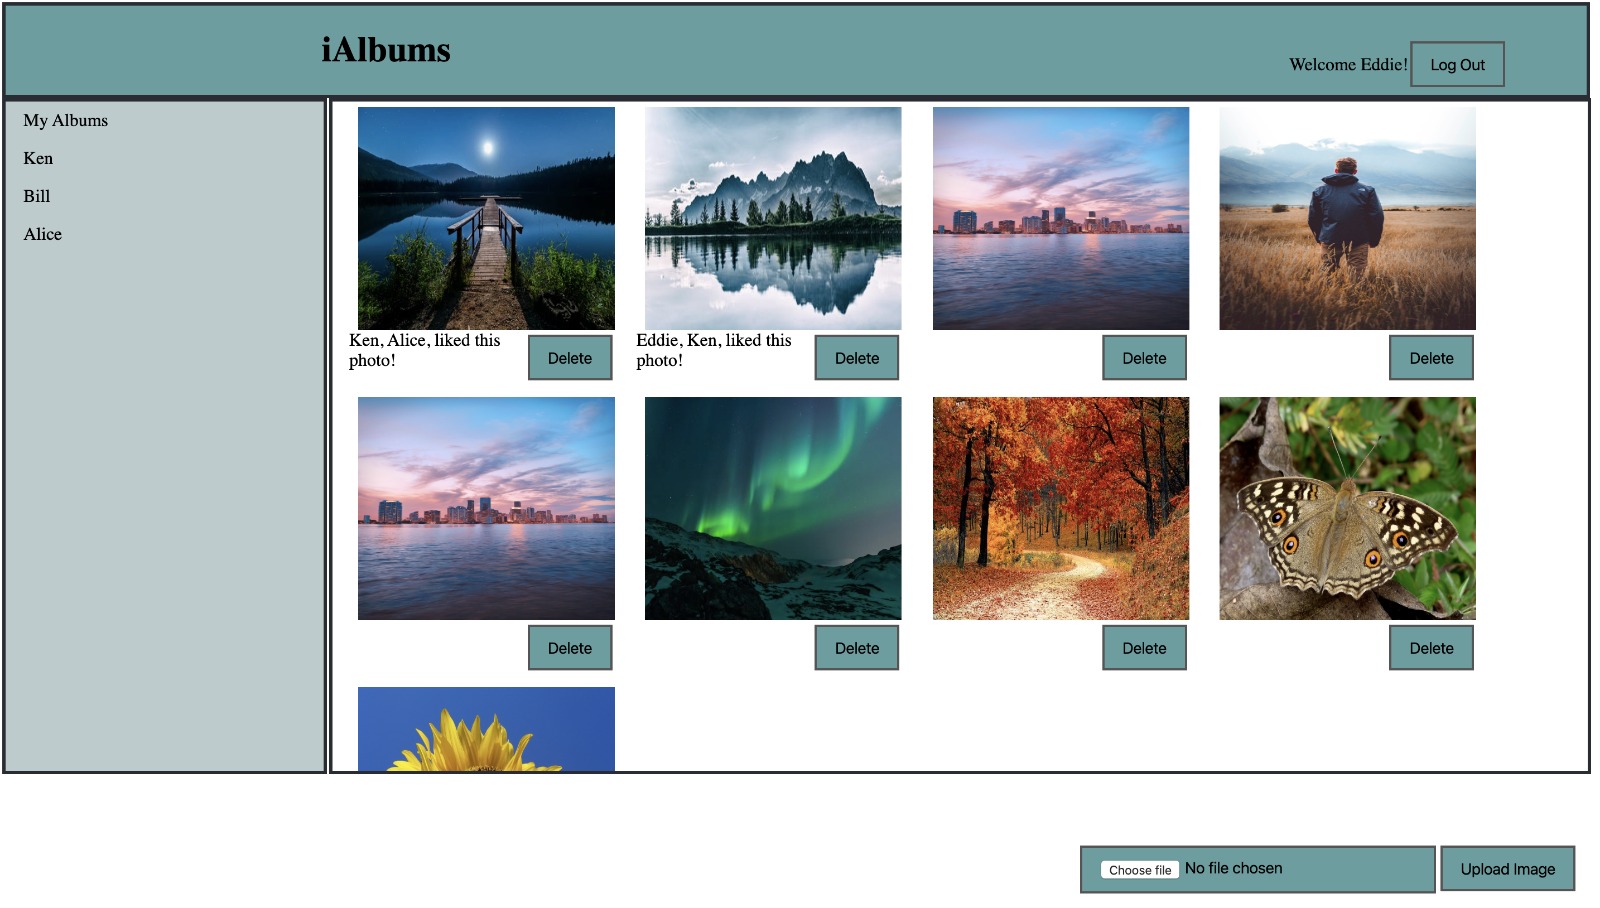 iAlbums
Welcome Eddie! Log Out
My Albums
Ken
Bill
Alice
Ken, Alice, liked this
photo!
Delete
Eddie, Ken, liked this
photo!
Delete
Delete
Delete
Delete
Delete
Delete
Delete
Choose file No file chosen
Upload Image